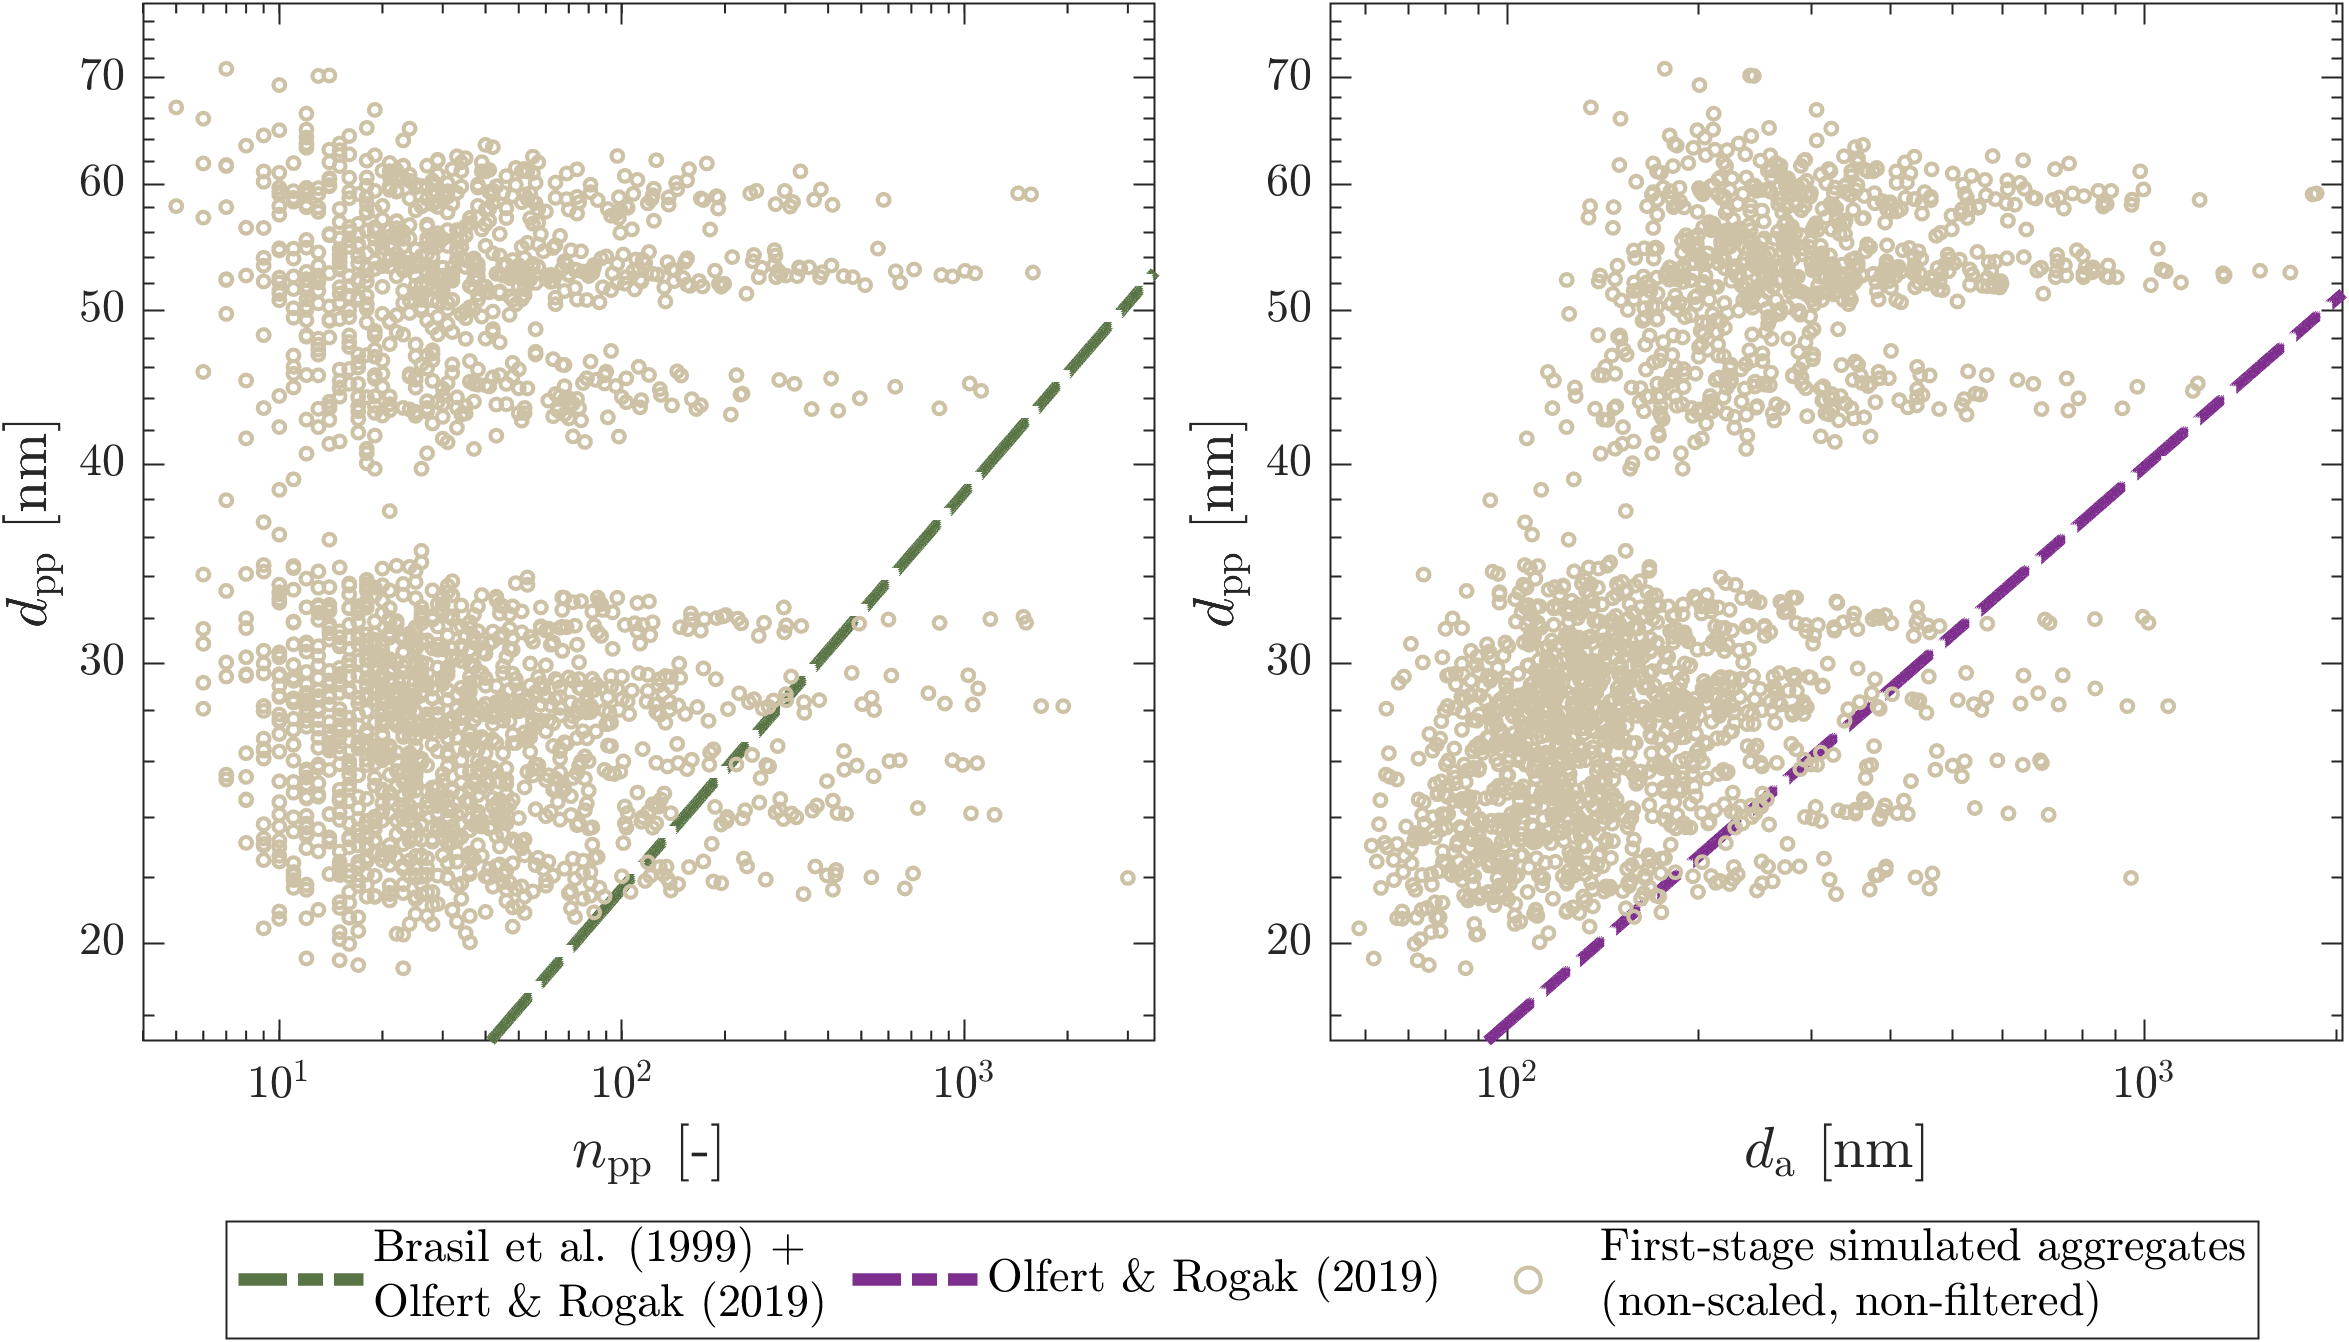 70
60
50
40
30
20
d_pp [nm]
10^1 10^2 10^3
n_pp [-]
70
60
50
40
30
20
d_pp [nm]
10^2 10^3
d_a [nm]
Brasil et al. (1999) +
Olfert & Rogak (2019)
Olfert & Rogak (2019)
First-stage simulated aggregates
(non-scaled, non-filtered)